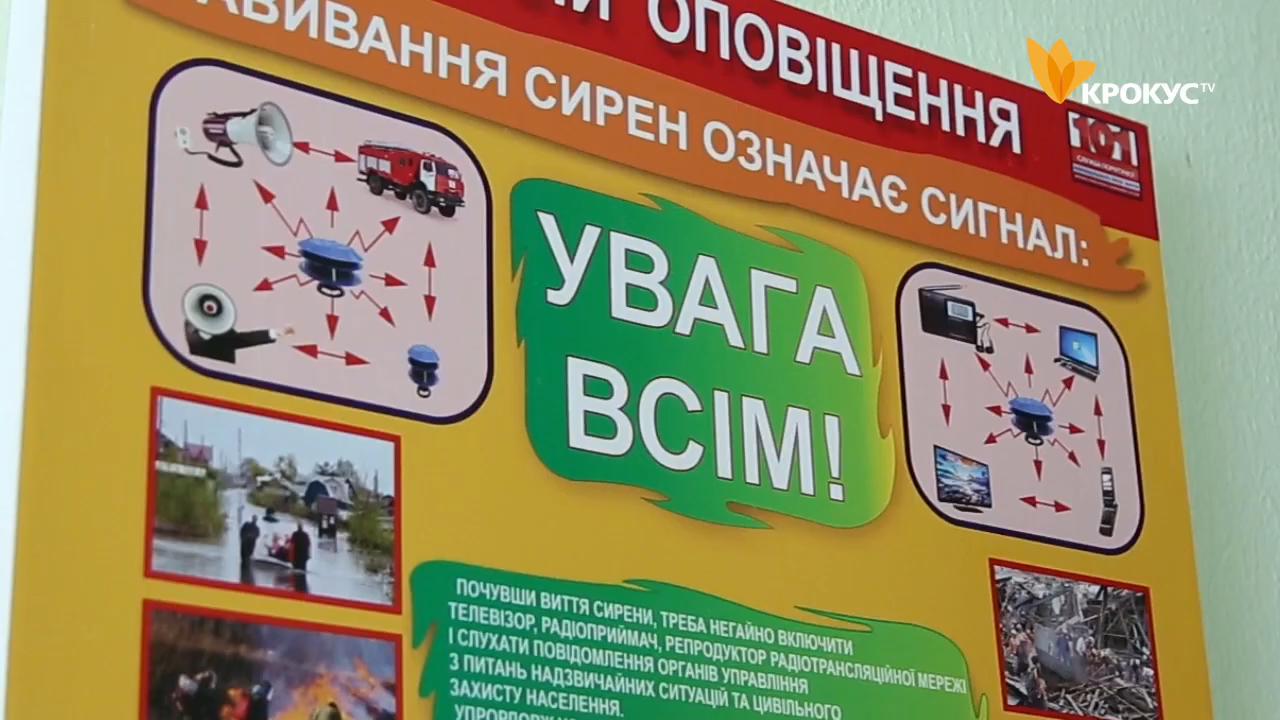 ОПОВІЩЕННЯ
КРОКУС TV
101
ЗАВИВАННЯ СИРЕН ОЗНАЧАЄ СИГНАЛ:
УВАГА
ВСІМ!
ПОЧУВШИ ВИТТЯ СИРЕНИ, ТРЕБА НЕГАЙНО ВКЛЮЧИТИ
ТЕЛЕВІЗОР, РАДІОПРИЙМАЧ, РЕПРОДУКТОР РАДІОТРАНСЛЯЦІЙНОЇ МЕРЕЖІ
І СЛУХАТИ ПОВІДОМЛЕННЯ ОРГАНІВ УПРАВЛІННЯ
З ПИТАНЬ НАДЗВИЧАЙНИХ СИТУАЦІЙ ТА ЦИВІЛЬНОГО
ЗАХИСТУ НАСЕЛЕННЯ.